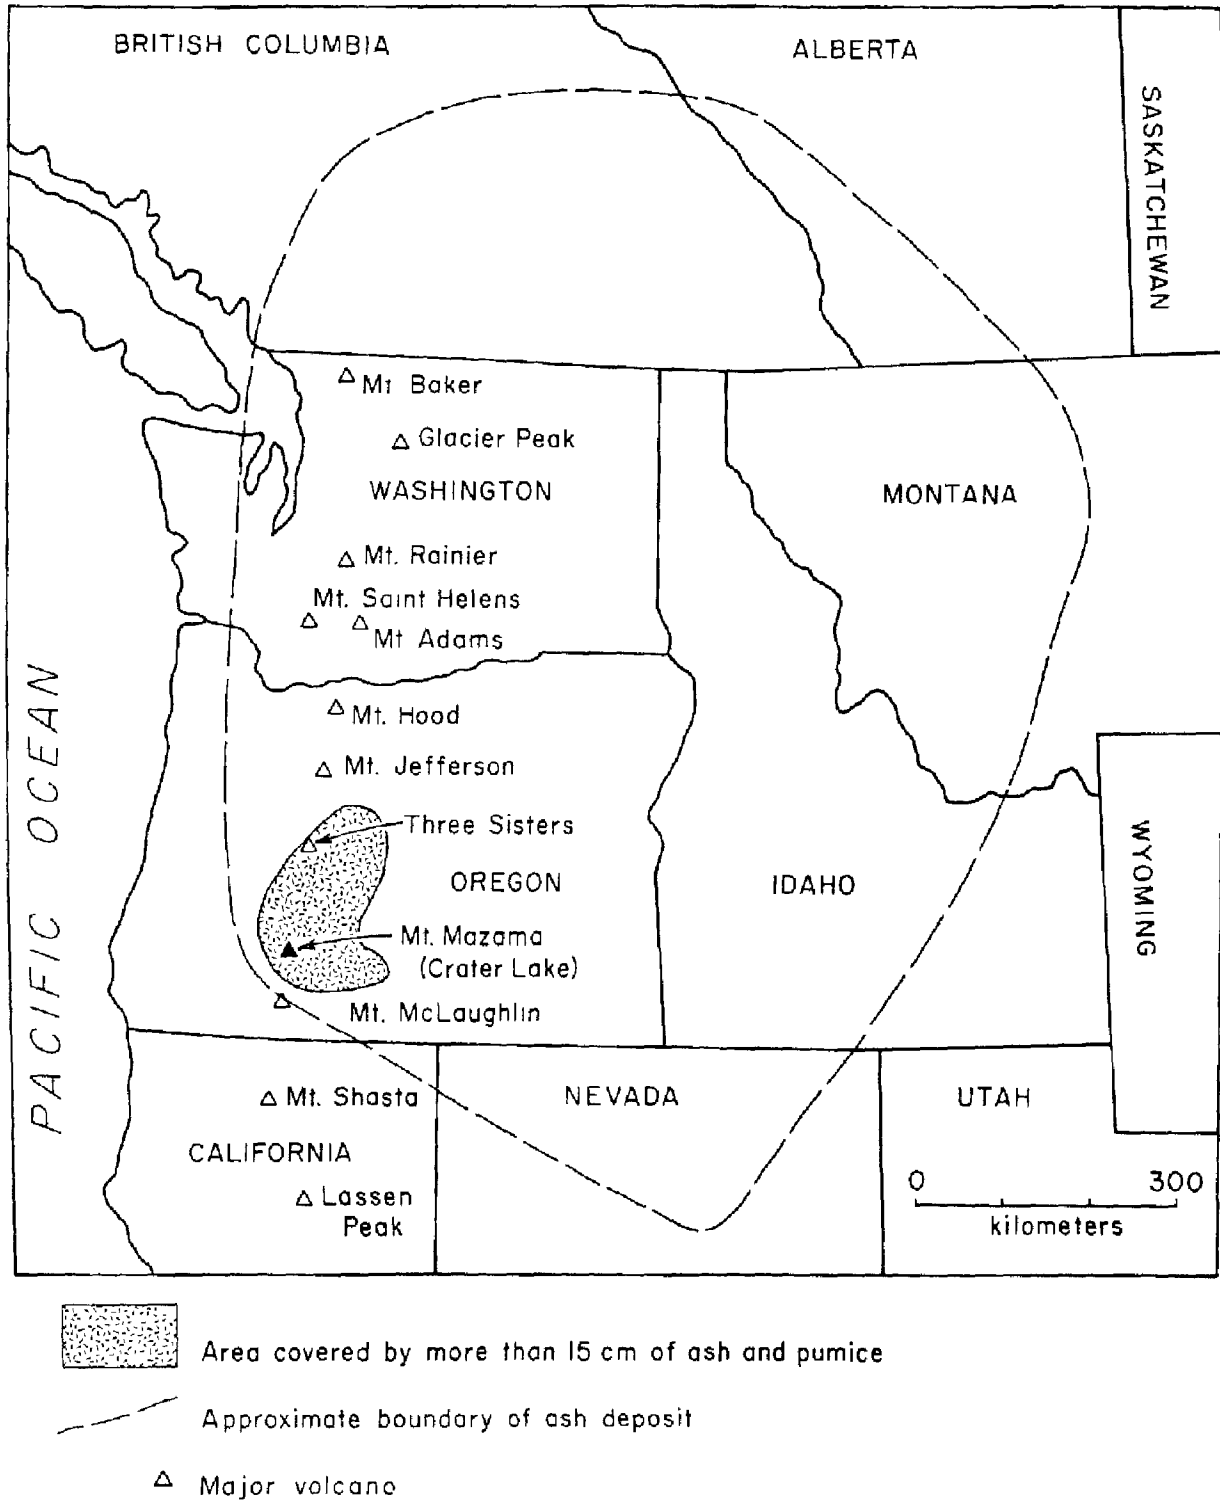 BRITISH COLUMBIA
ALBERTA
SASKATCHEWAN
Mt Baker
Glacier Peak
WASHINGTON
MONTANA
Mt. Rainier
Mt. Saint Helens
Mt Adams
Mt. Hood
Mt. Jefferson
Three Sisters
OREGON
IDAHO
WYOMING
PACIFIC OCEAN
Mt. Mazama
(Crater Lake)
Mt. McLaughlin
Mt. Shasta
NEVADA
UTAH
CALIFORNIA
Lassen
Peak
0 300
kilometers
Area covered by more than 15 cm of ash and pumice
Approximate boundary of ash deposit
Major volcano